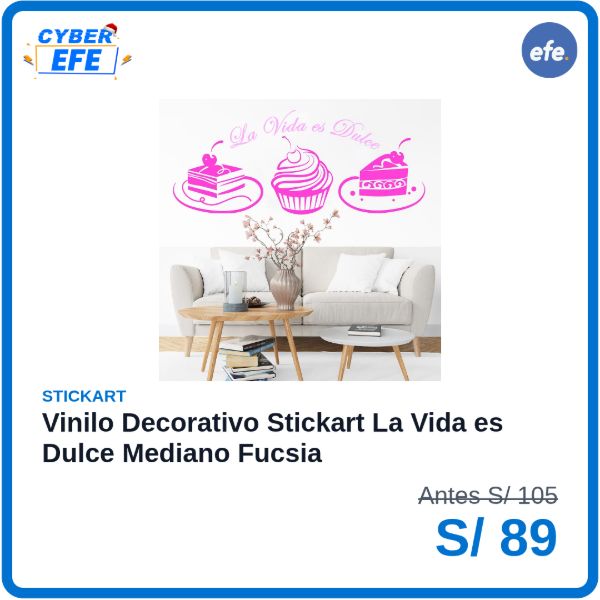 CYBER
EFE
efe.
La Vida es Dulce
STICKART
Vinilo Decorativo Stickart La Vida es
Dulce Mediano Fucsia
Antes S/ 105
S/ 89